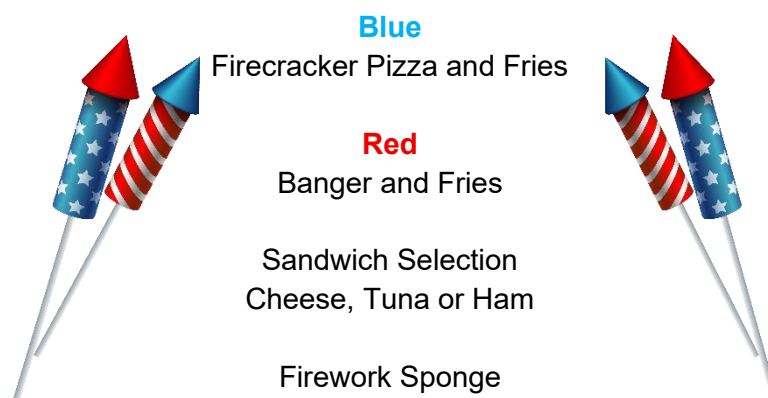 Blue
Firecracker Pizza and Fries
Red
Banger and Fries
Sandwich Selection
Cheese, Tuna or Ham
Firework Sponge